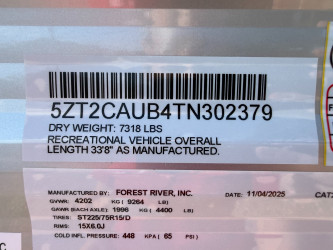 5ZT2CAUB4TN302379
DRY WEIGHT: 7318 LBS
RECREATIONAL VEHICLE OVERALL
LENGTH 33'8" AS MANUFACTURED.
MANUFACTURED BY: FOREST RIVER, INC. DATE: 11/04/2025
GVWR: 4202 KG ( 9264 LB)
GAWR (EACH AXLE): 1996 KG ( 4400 LB)
TIRES: ST225/75R15/D
RIMS: 15X6.0J
COLD INFL. PRESSURE: 448 KPA ( 65 PSI )